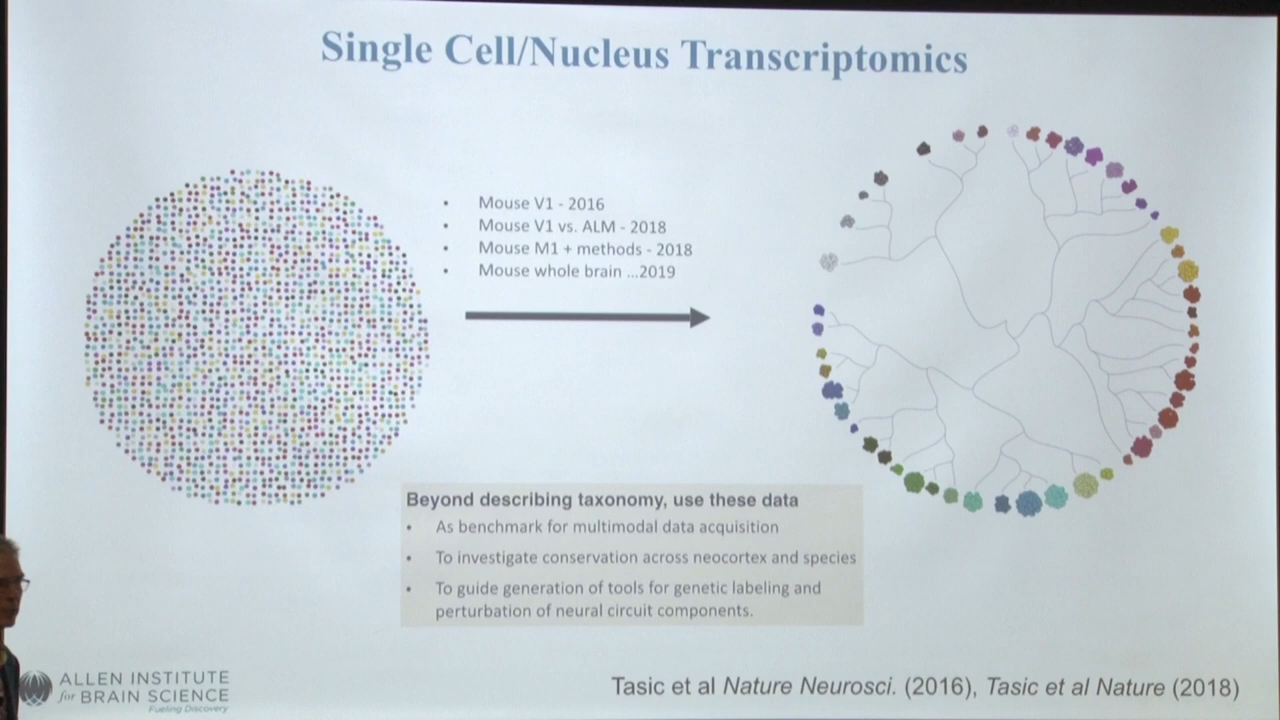 Single Cell/Nucleus Transcriptomics
• Mouse V1 - 2016
• Mouse V1 vs. ALM - 2018
• Mouse M1 + methods - 2018
• Mouse whole brain ...2019
Beyond describing taxonomy, use these data
• As benchmark for multimodal data acquisition
• To investigate conservation across neocortex and species
• To guide generation of tools for genetic labeling and
perturbation of neural circuit components.
ALLEN INSTITUTE
for BRAIN SCIENCE
Fueling Discovery
Tasic et al Nature Neurosci. (2016), Tasic et al Nature (2018)